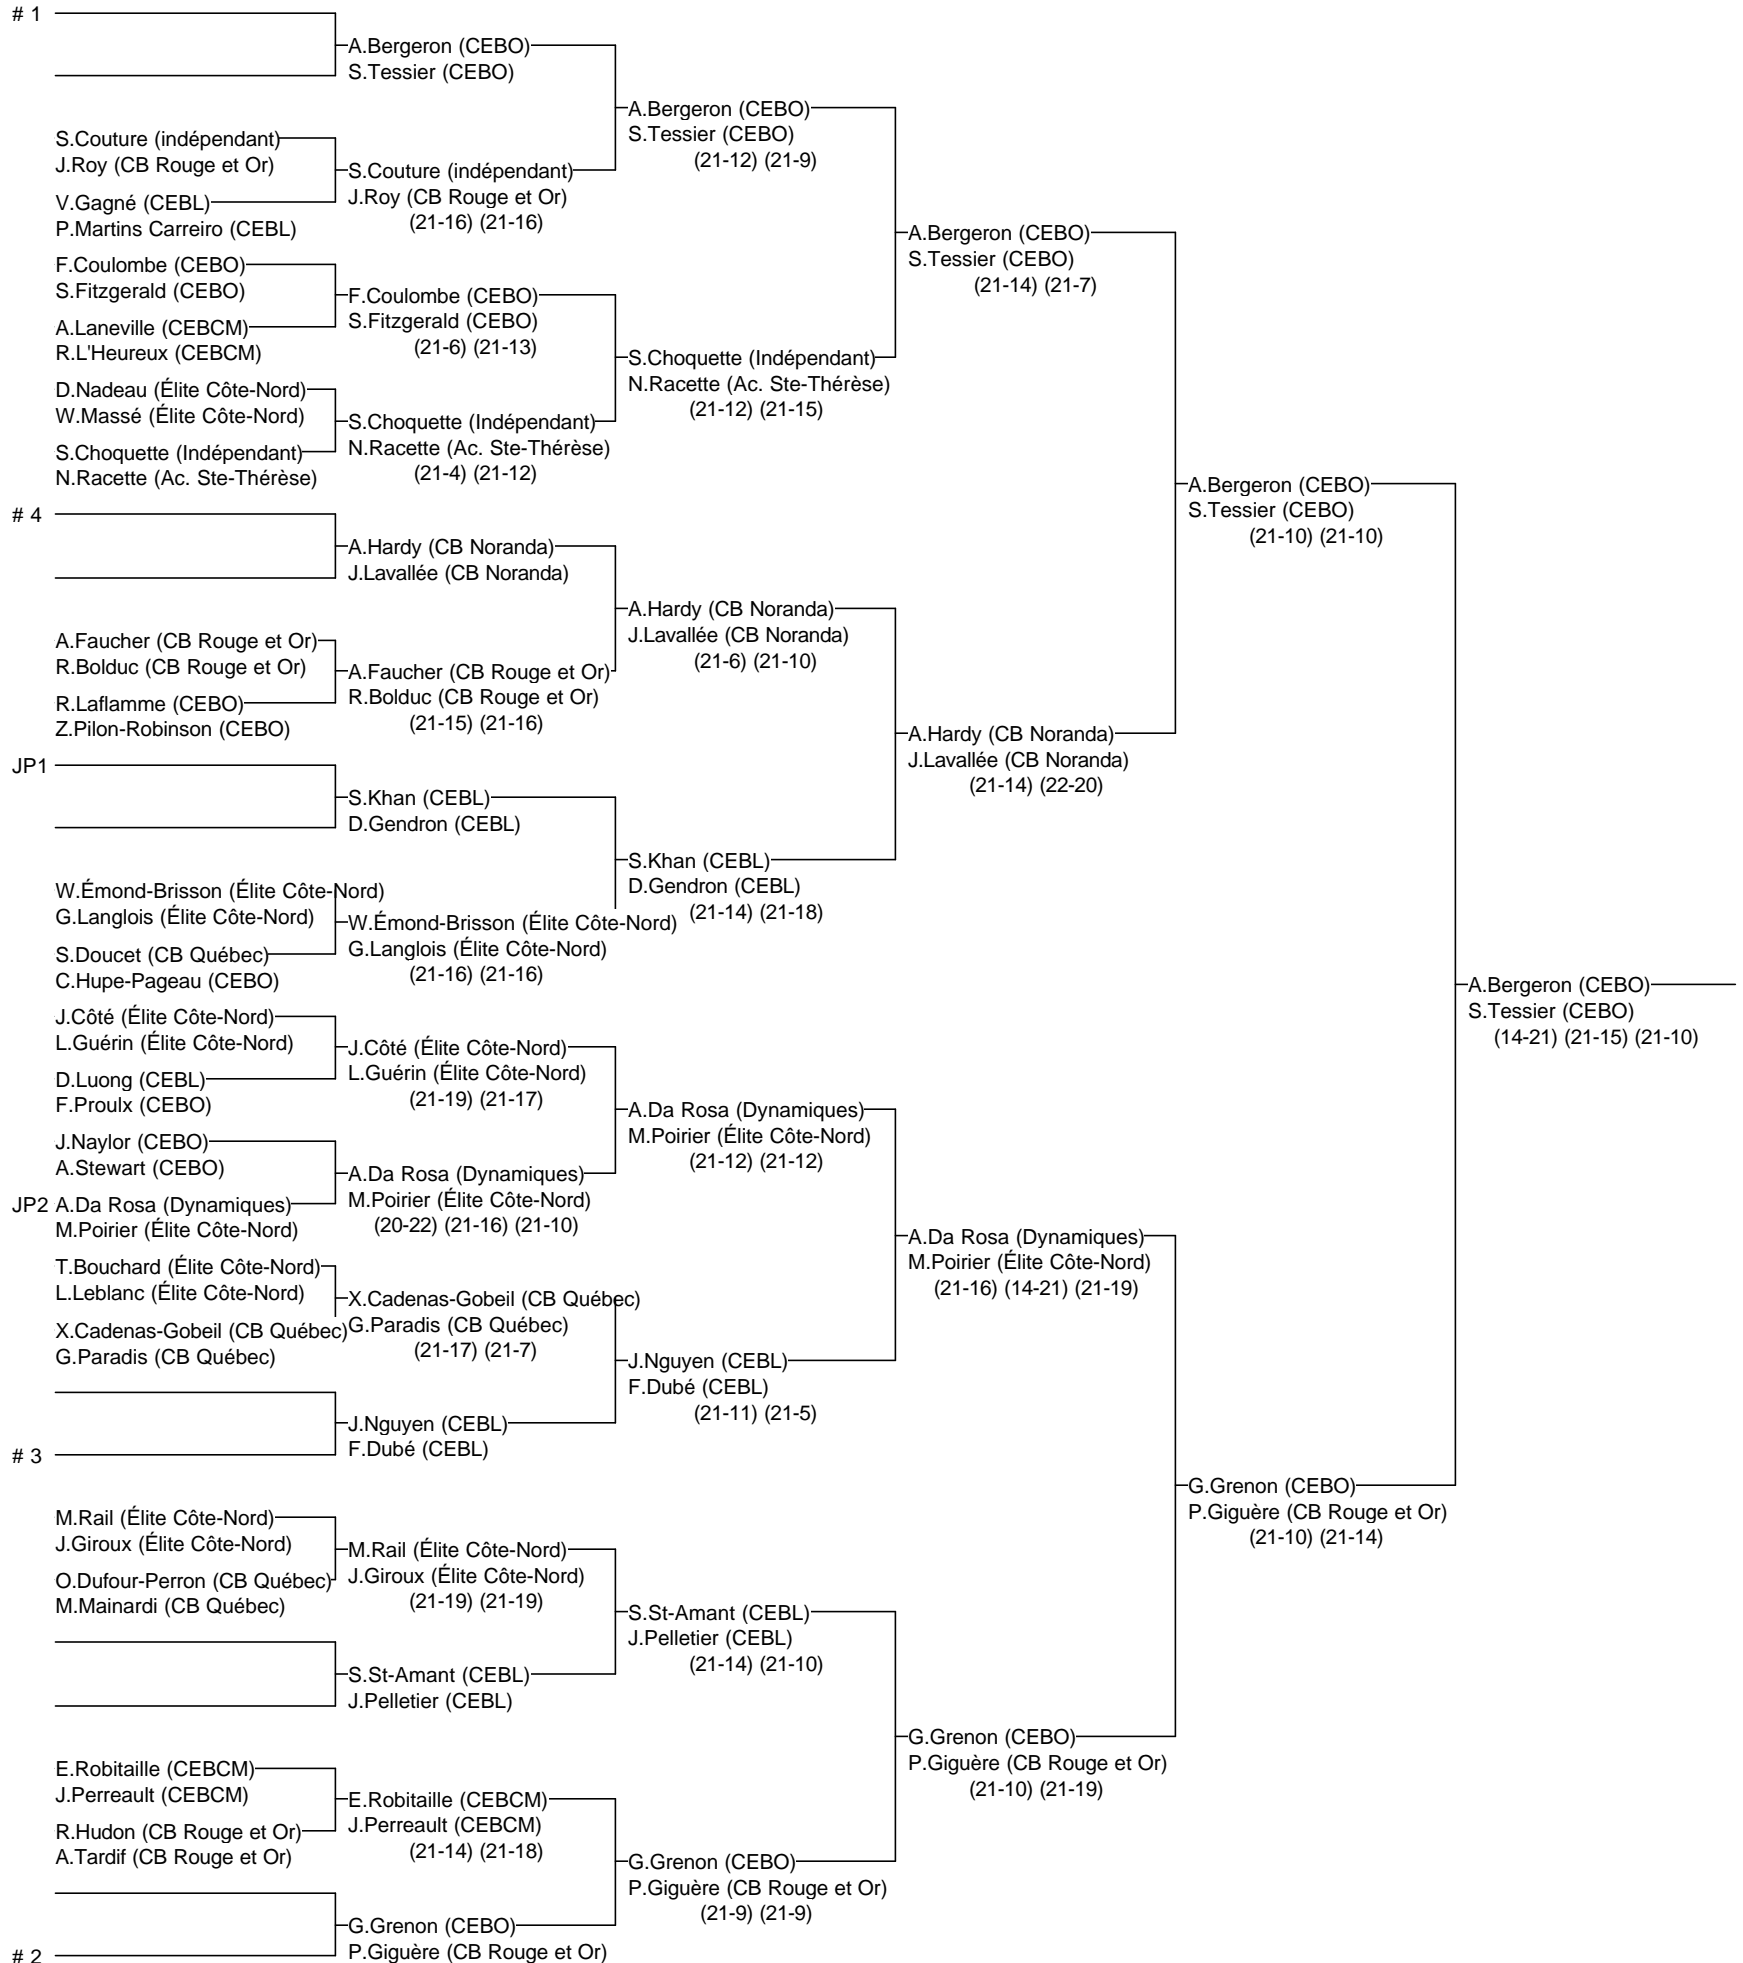 # 1
A.Bergeron (CEBO)
S.Tessier (CEBO)
A.Bergeron (CEBO)
S.Tessier (CEBO)
(21-12) (21-9)
S.Couture (indépendant)
J.Roy (CB Rouge et Or)
S.Couture (indépendant)
J.Roy (CB Rouge et Or)
(21-16) (21-16)
V.Gagné (CEBL)
P.Martins Carreiro (CEBL)
A.Bergeron (CEBO)
S.Tessier (CEBO)
(21-14) (21-7)
F.Coulombe (CEBO)
S.Fitzgerald (CEBO)
F.Coulombe (CEBO)
S.Fitzgerald (CEBO)
(21-6) (21-13)
A.Laneville (CEBCM)
R.L'Heureux (CEBCM)
S.Choquette (Indépendant)
N.Racette (Ac. Ste-Thérèse)
(21-12) (21-15)
D.Nadeau (Élite Côte-Nord)
W.Massé (Élite Côte-Nord)
S.Choquette (Indépendant)
N.Racette (Ac. Ste-Thérèse)
(21-4) (21-12)
S.Choquette (Indépendant)
N.Racette (Ac. Ste-Thérèse)
A.Bergeron (CEBO)
S.Tessier (CEBO)
(21-10) (21-10)
# 4
A.Hardy (CB Noranda)
J.Lavallée (CB Noranda)
A.Hardy (CB Noranda)
J.Lavallée (CB Noranda)
(21-6) (21-10)
A.Faucher (CB Rouge et Or)
R.Bolduc (CB Rouge et Or)
A.Faucher (CB Rouge et Or)
R.Bolduc (CB Rouge et Or)
(21-15) (21-16)
R.Laflamme (CEBO)
Z.Pilon-Robinson (CEBO)
A.Hardy (CB Noranda)
J.Lavallée (CB Noranda)
(21-14) (22-20)
JP1
S.Khan (CEBL)
D.Gendron (CEBL)
S.Khan (CEBL)
D.Gendron (CEBL)
(21-14) (21-18)
W.Émond-Brisson (Élite Côte-Nord)
G.Langlois (Élite Côte-Nord)
W.Émond-Brisson (Élite Côte-Nord)
G.Langlois (Élite Côte-Nord)
(21-16) (21-16)
S.Doucet (CB Québec)
C.Hupe-Pageau (CEBO)
A.Bergeron (CEBO)
S.Tessier (CEBO)
(14-21) (21-15) (21-10)
J.Côté (Élite Côte-Nord)
L.Guérin (Élite Côte-Nord)
J.Côté (Élite Côte-Nord)
L.Guérin (Élite Côte-Nord)
(21-19) (21-17)
D.Luong (CEBL)
F.Proulx (CEBO)
A.Da Rosa (Dynamiques)
M.Poirier (Élite Côte-Nord)
(21-12) (21-12)
J.Naylor (CEBO)
A.Stewart (CEBO)
A.Da Rosa (Dynamiques)
M.Poirier (Élite Côte-Nord)
(20-22) (21-16) (21-10)
JP2 A.Da Rosa (Dynamiques)
M.Poirier (Élite Côte-Nord)
A.Da Rosa (Dynamiques)
M.Poirier (Élite Côte-Nord)
(21-16) (14-21) (21-19)
T.Bouchard (Élite Côte-Nord)
L.Leblanc (Élite Côte-Nord)
X.Cadenas-Gobeil (CB Québec)
G.Paradis (CB Québec)
(21-17) (21-7)
X.Cadenas-Gobeil (CB Québec)
G.Paradis (CB Québec)
J.Nguyen (CEBL)
F.Dubé (CEBL)
(21-11) (21-5)
J.Nguyen (CEBL)
F.Dubé (CEBL)
# 3
G.Grenon (CEBO)
P.Giguère (CB Rouge et Or)
(21-10) (21-14)
M.Rail (Élite Côte-Nord)
J.Giroux (Élite Côte-Nord)
M.Rail (Élite Côte-Nord)
J.Giroux (Élite Côte-Nord)
(21-19) (21-19)
O.Dufour-Perron (CB Québec)
M.Mainardi (CB Québec)
S.St-Amant (CEBL)
J.Pelletier (CEBL)
(21-14) (21-10)
S.St-Amant (CEBL)
J.Pelletier (CEBL)
G.Grenon (CEBO)
P.Giguère (CB Rouge et Or)
(21-10) (21-19)
E.Robitaille (CEBCM)
J.Perreault (CEBCM)
E.Robitaille (CEBCM)
J.Perreault (CEBCM)
(21-14) (21-18)
R.Hudon (CB Rouge et Or)
A.Tardif (CB Rouge et Or)
G.Grenon (CEBO)
P.Giguère (CB Rouge et Or)
(21-9) (21-9)
G.Grenon (CEBO)
P.Giguère (CB Rouge et Or)
# 2